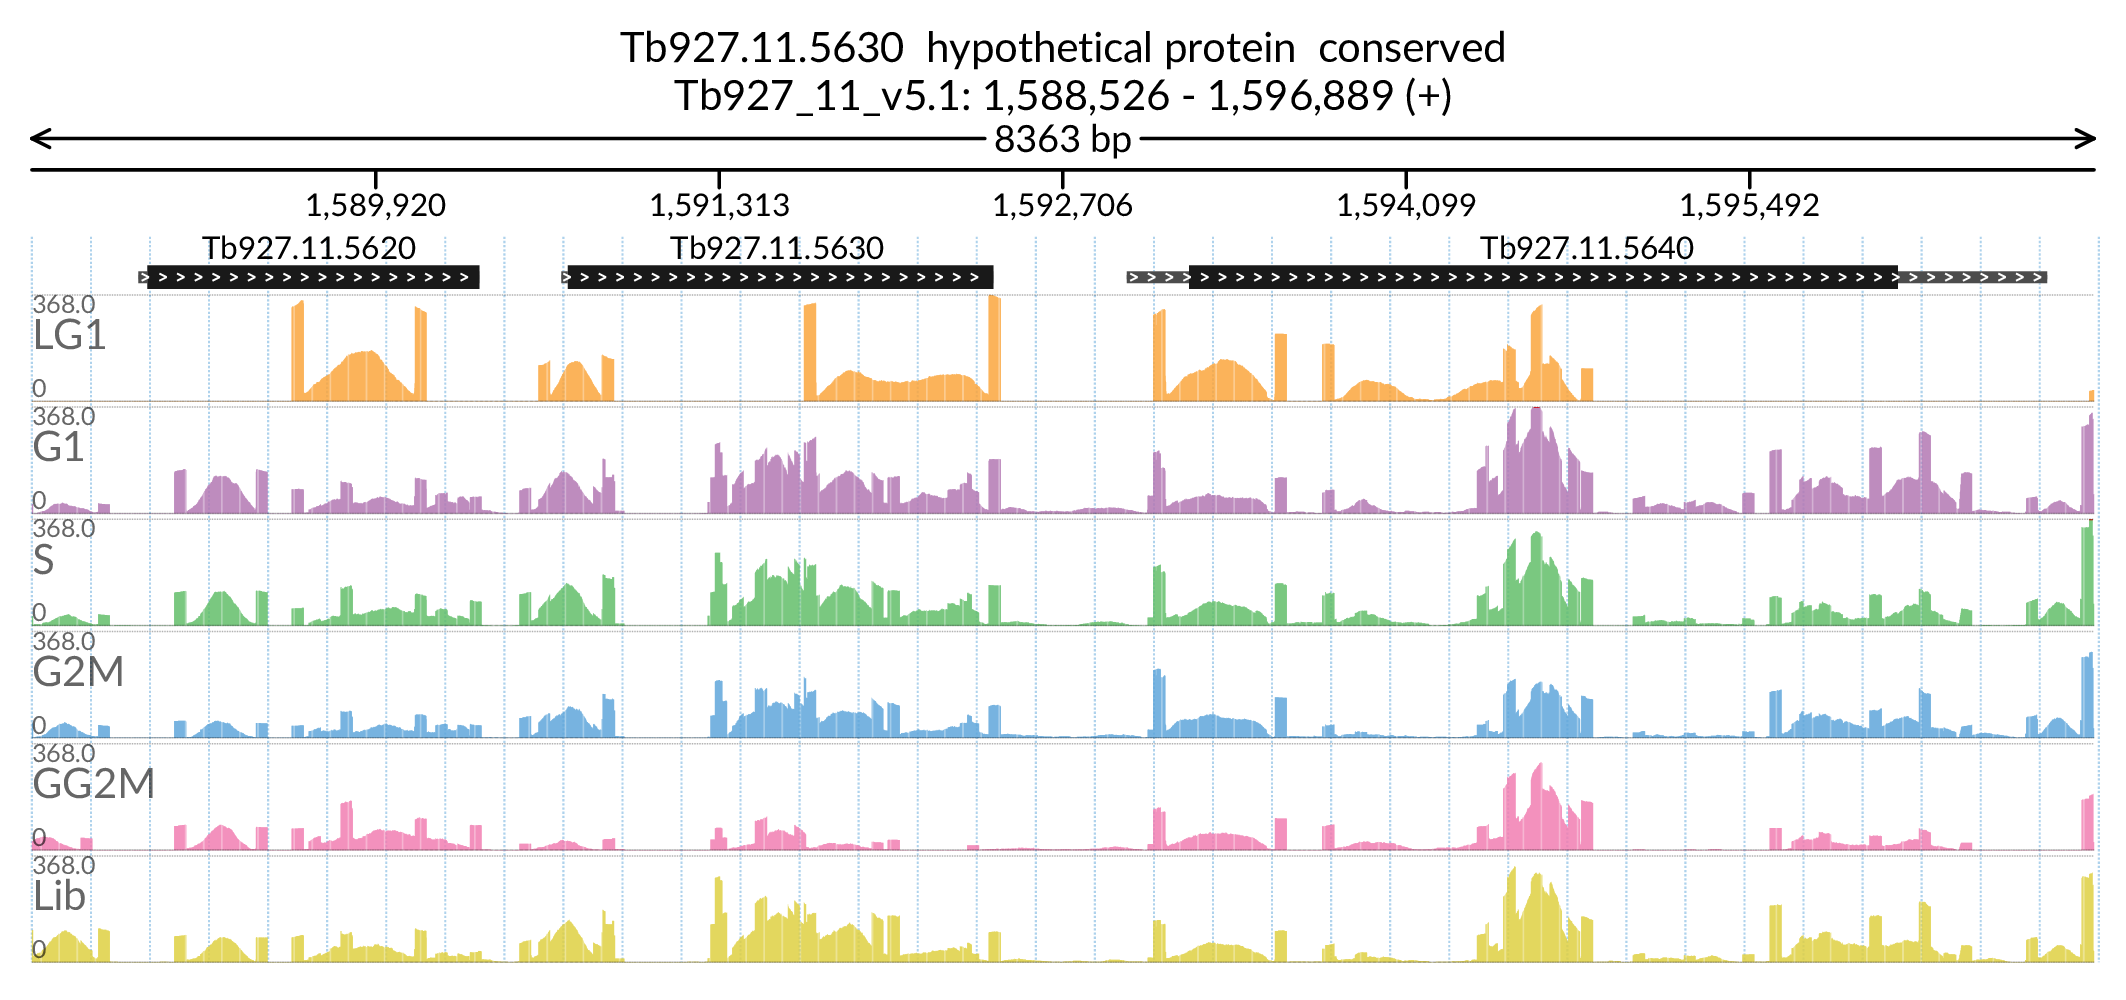 Tb927.11.5630 hypothetical protein conserved
Tb927_11_v5.1: 1,588,526 - 1,596,889 (+)
8363 bp
1,589,920 1,591,313 1,592,706 1,594,099 1,595,492
Tb927.11.5620 Tb927.11.5630 Tb927.11.5640
368.0
LG1
0
368.0
G1
0
368.0
S
0
368.0
G2M
0
368.0
GG2M
0
368.0
Lib
0